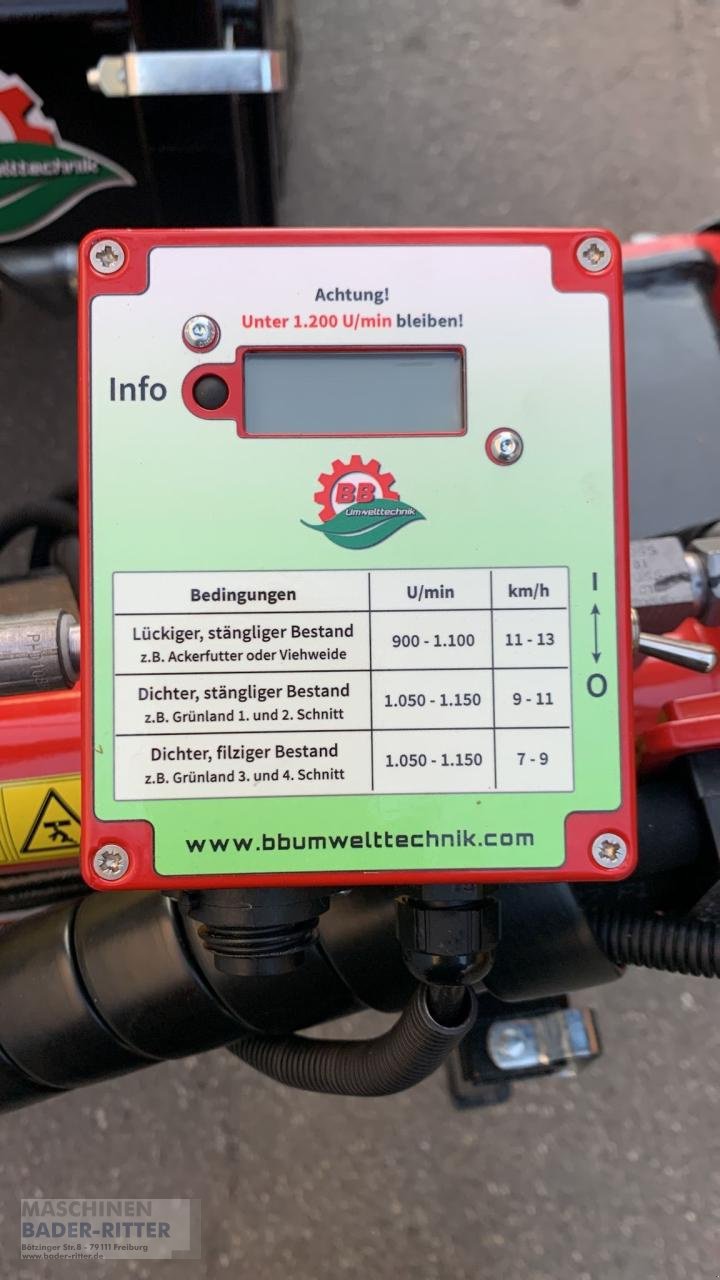 elttechnik
Achtung!
Unter 1.200 U/min bleiben!
Info
BB
Umwelttechnik
Bedingungen U/min km/h
Lückiger, stängliger Bestand
z.B. Ackerfutter oder Viehweide
900 - 1.100 11 - 13
Dichter, stängliger Bestand
z.B. Grünland 1. und 2. Schnitt
1.050 - 1.150 9 - 11
Dichter, filziger Bestand
z.B. Grünland 3. und 4. Schnitt
1.050 - 1.150 7 - 9
I
O
www.bbumwelttechnik.com
MASCHINEN
BADER-RITTER
Bötzinger Str. 8 - 79111 Freiburg
www.bader-ritter.de